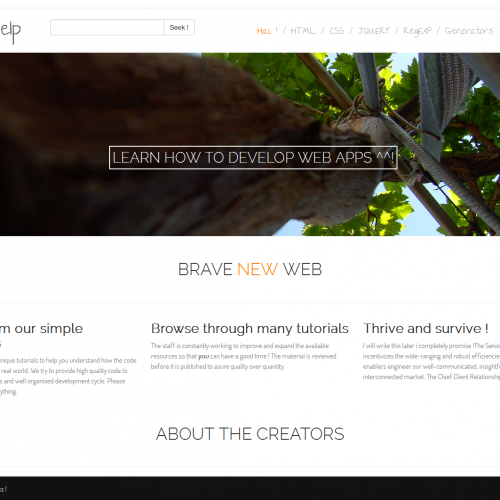 elp
Seek !
Hai ! / HTML / CSS / JQUERY / RegEXP / Generators
LEARN HOW TO DEVELOP WEB APPS ^^!
BRAVE NEW WEB
m our simple
s
Browse through many tutorials
Thrive and survive !
nique tutorials to help you understand how the code
real world. We try to provide high quality code to
s and well organised development cycle. Please
ything.
The staff is constantly working to improve and expand the available
resources so that you can have a good time ! The material is reviewed
before it is published to asure quality over quantity.
I will write this later i completely promise !The Senio
incentivizes the wide-ranging and robust efficiencie
enablers engineer our well-communicated, insightf
interconnected market. The Chief Client Relationship
ABOUT THE CREATORS
s !